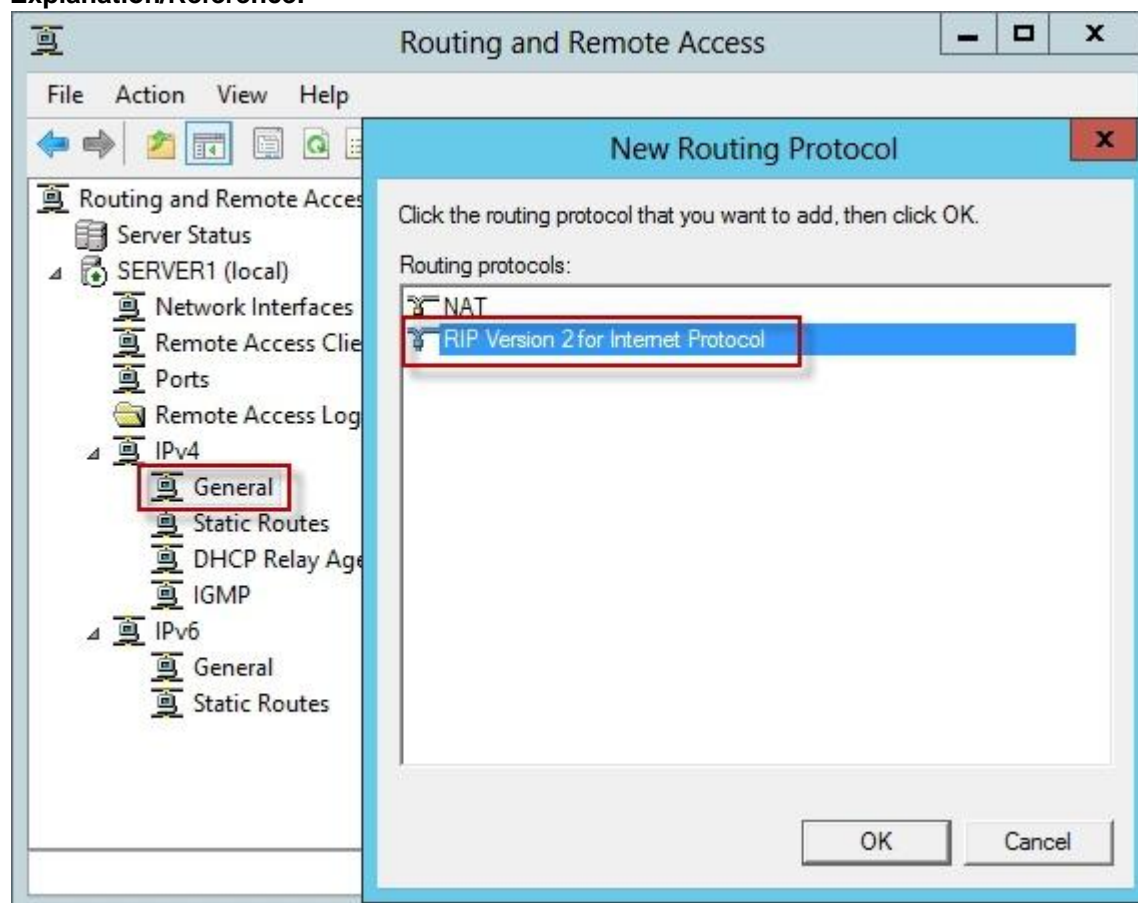 Explanation/Reference:
Routing and Remote Access
File Action View Help
New Routing Protocol
Routing and Remote Acces
Server Status
SERVER1 (local)
Network Interfaces
Remote Access Clie
Ports
Remote Access Log
IPv4
General
Static Routes
DHCP Relay Age
IGMP
IPv6
General
Static Routes
Click the routing protocol that you want to add, then click OK.
Routing protocols:
NAT
RIP Version 2 for Internet Protocol
OK Cancel